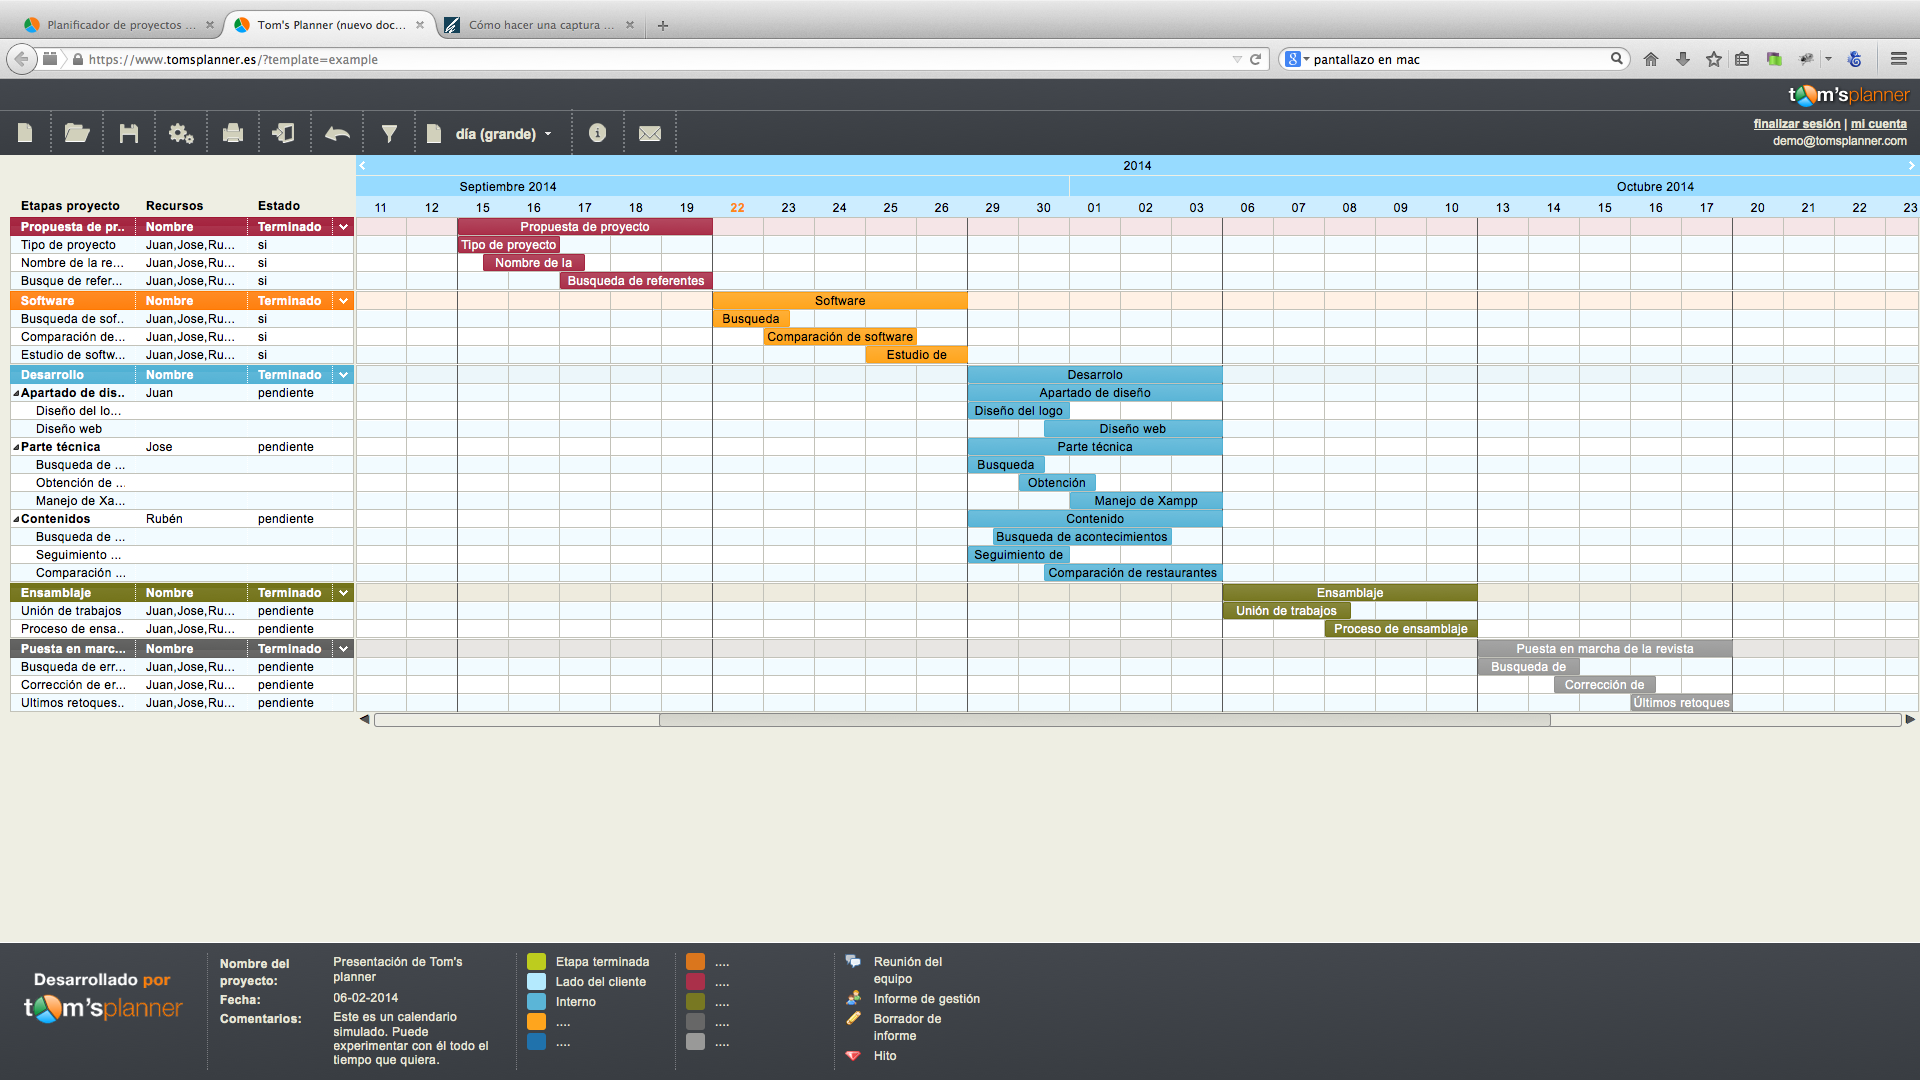 Planificador de proyectos ...
Tom's Planner (nuevo doc...
Cómo hacer una captura ...
https://www.tomsplanner.es/?template=example
pantallazo en mac
tom'splanner
día (grande)
finalizar sesión | mi cuenta
demo@tomsplanner.com
2014
Septiembre 2014
Octubre 2014
Etapas proyecto Recursos Estado
11 12 15 16 17 18 19 22 23 24 25 26 29 30 01 02 03 06 07 08 09 10 13 14 15 16 17 20 21 22 23
Propuesta de pr.. Nombre Terminado Propuesta de proyecto
Tipo de proyecto Juan,Jose,Ru... si Tipo de proyecto
Nombre de la re... Juan,Jose,Ru... si Nombre de la
Busque de refer... Juan,Jose,Ru... si Busqueda de referentes
Software Nombre Terminado Software
Busqueda de sof.. Juan,Jose,Ru... si Busqueda
Comparación de... Juan,Jose,Ru... si Comparación de software
Estudio de softw... Juan,Jose,Ru... si Estudio de
Desarrollo Nombre Terminado Desarrolo
Apartado de dis.. Juan pendiente Apartado de diseño
Diseño del lo... Diseño del logo
Diseño web Diseño web
Parte técnica Jose pendiente Parte técnica
Busqueda de ... Busqueda
Obtención de ... Obtención
Manejo de Xa... Manejo de Xampp
Contenidos Rubén pendiente Contenido
Busqueda de ... Busqueda de acontecimientos
Seguimiento ... Seguimiento de
Comparación ... Comparación de restaurantes
Ensamblaje Nombre Terminado Ensamblaje
Unión de trabajos Juan,Jose,Ru... pendiente Unión de trabajos
Proceso de ensa.. Juan,Jose,Ru... pendiente Proceso de ensamblaje
Puesta en marc... Nombre Terminado Puesta en marcha de la revista
Busqueda de err... Juan,Jose,Ru... pendiente Busqueda de
Corrección de er... Juan,Jose,Ru... pendiente Corrección de
Ultimos retoques.. Juan,Jose,Ru... pendiente Últimos retoques
Desarrollado por
tom'splanner
Nombre del proyecto: Presentación de Tom's planner
Fecha: 06-02-2014
Comentarios: Este es un calendario
simulado. Puede
experimentar con él todo el
tiempo que quiera.
Etapa terminada
Lado del cliente
Interno
....
....
....
....
....
....
....
Reunión del
equipo
Informe de gestión
Borrador de
informe
Hito